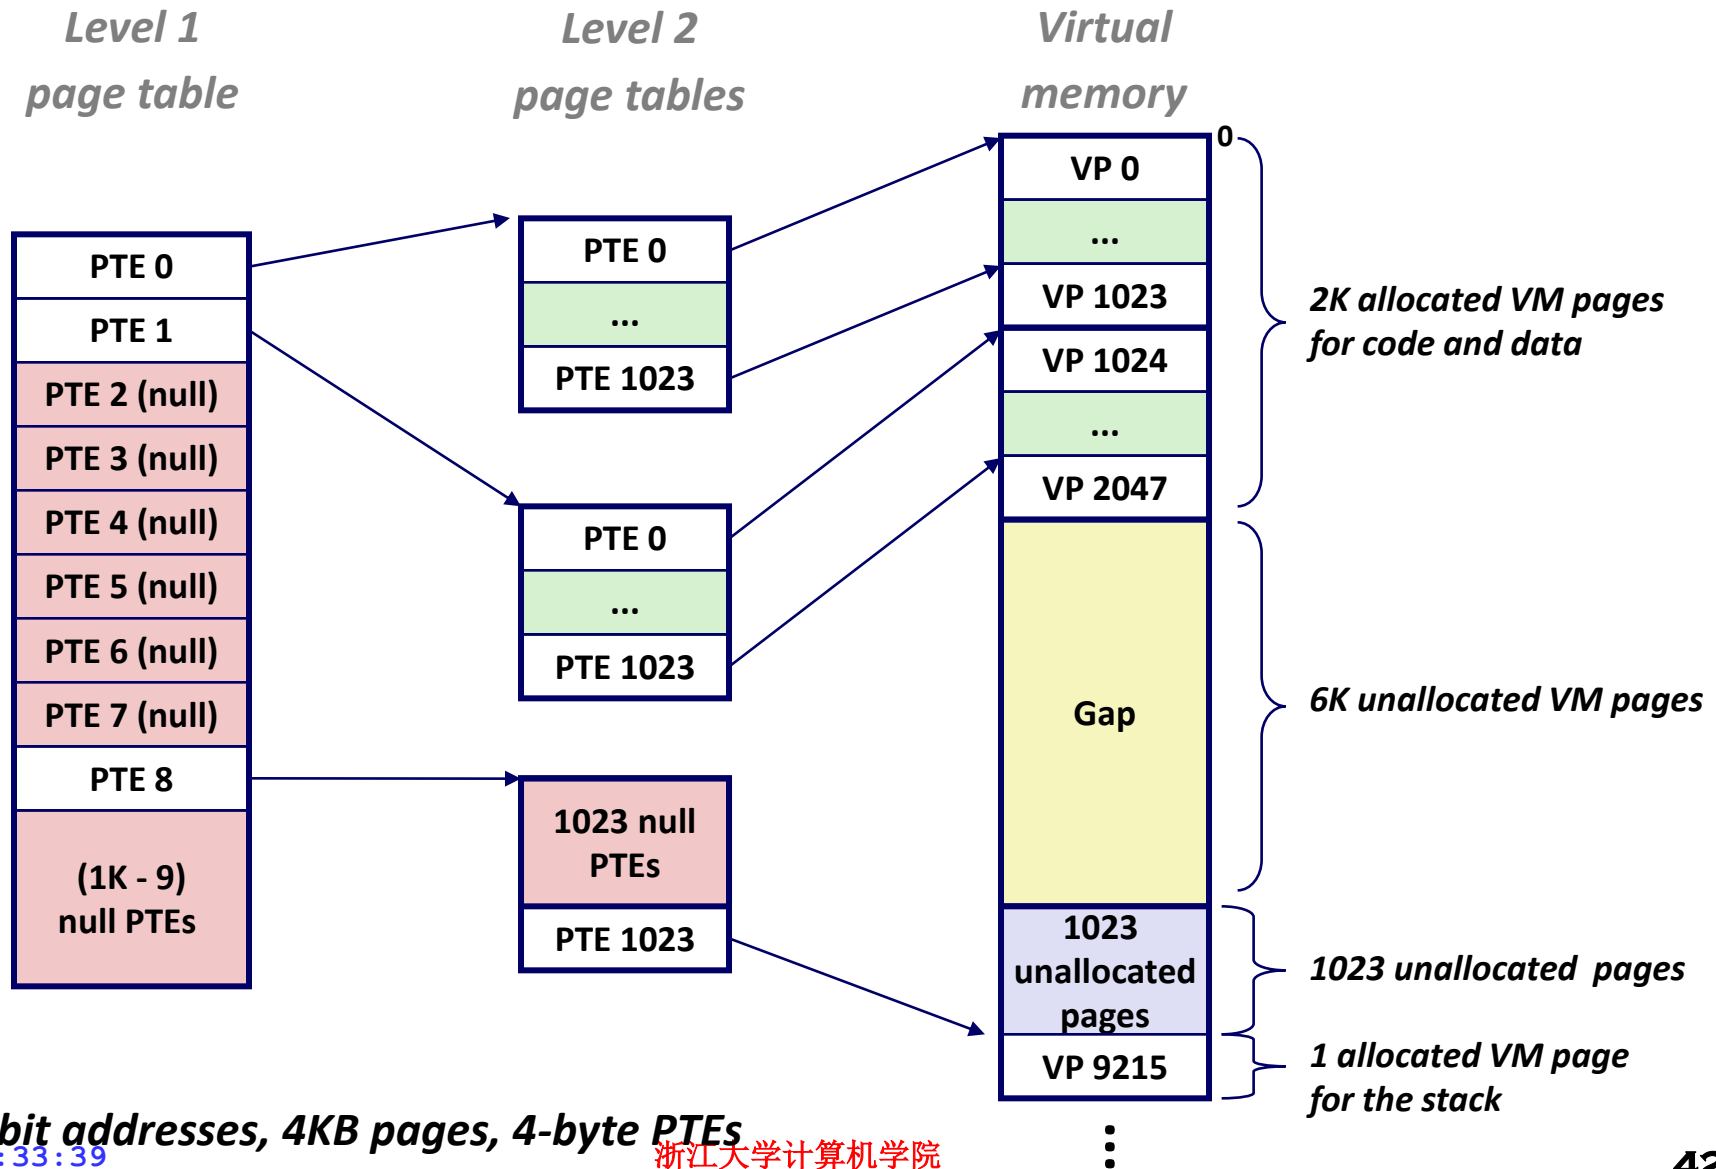 Level 1
page table
Level 2
page tables
Virtual
memory
PTE 0
PTE 1
PTE 2 (null)
PTE 3 (null)
PTE 4 (null)
PTE 5 (null)
PTE 6 (null)
PTE 7 (null)
PTE 8
(1K - 9)
null PTEs
PTE 0
...
PTE 1023
PTE 0
...
PTE 1023
1023 null
PTEs
PTE 1023
0
VP 0
...
VP 1023
VP 1024
...
VP 2047
Gap
1023
unallocated
pages
VP 9215
2K allocated VM pages
for code and data
6K unallocated VM pages
1023 unallocated pages
1 allocated VM page
for the stack
bit addresses, 4KB pages, 4-byte PTEs
:33:39
浙江大学计算机学院